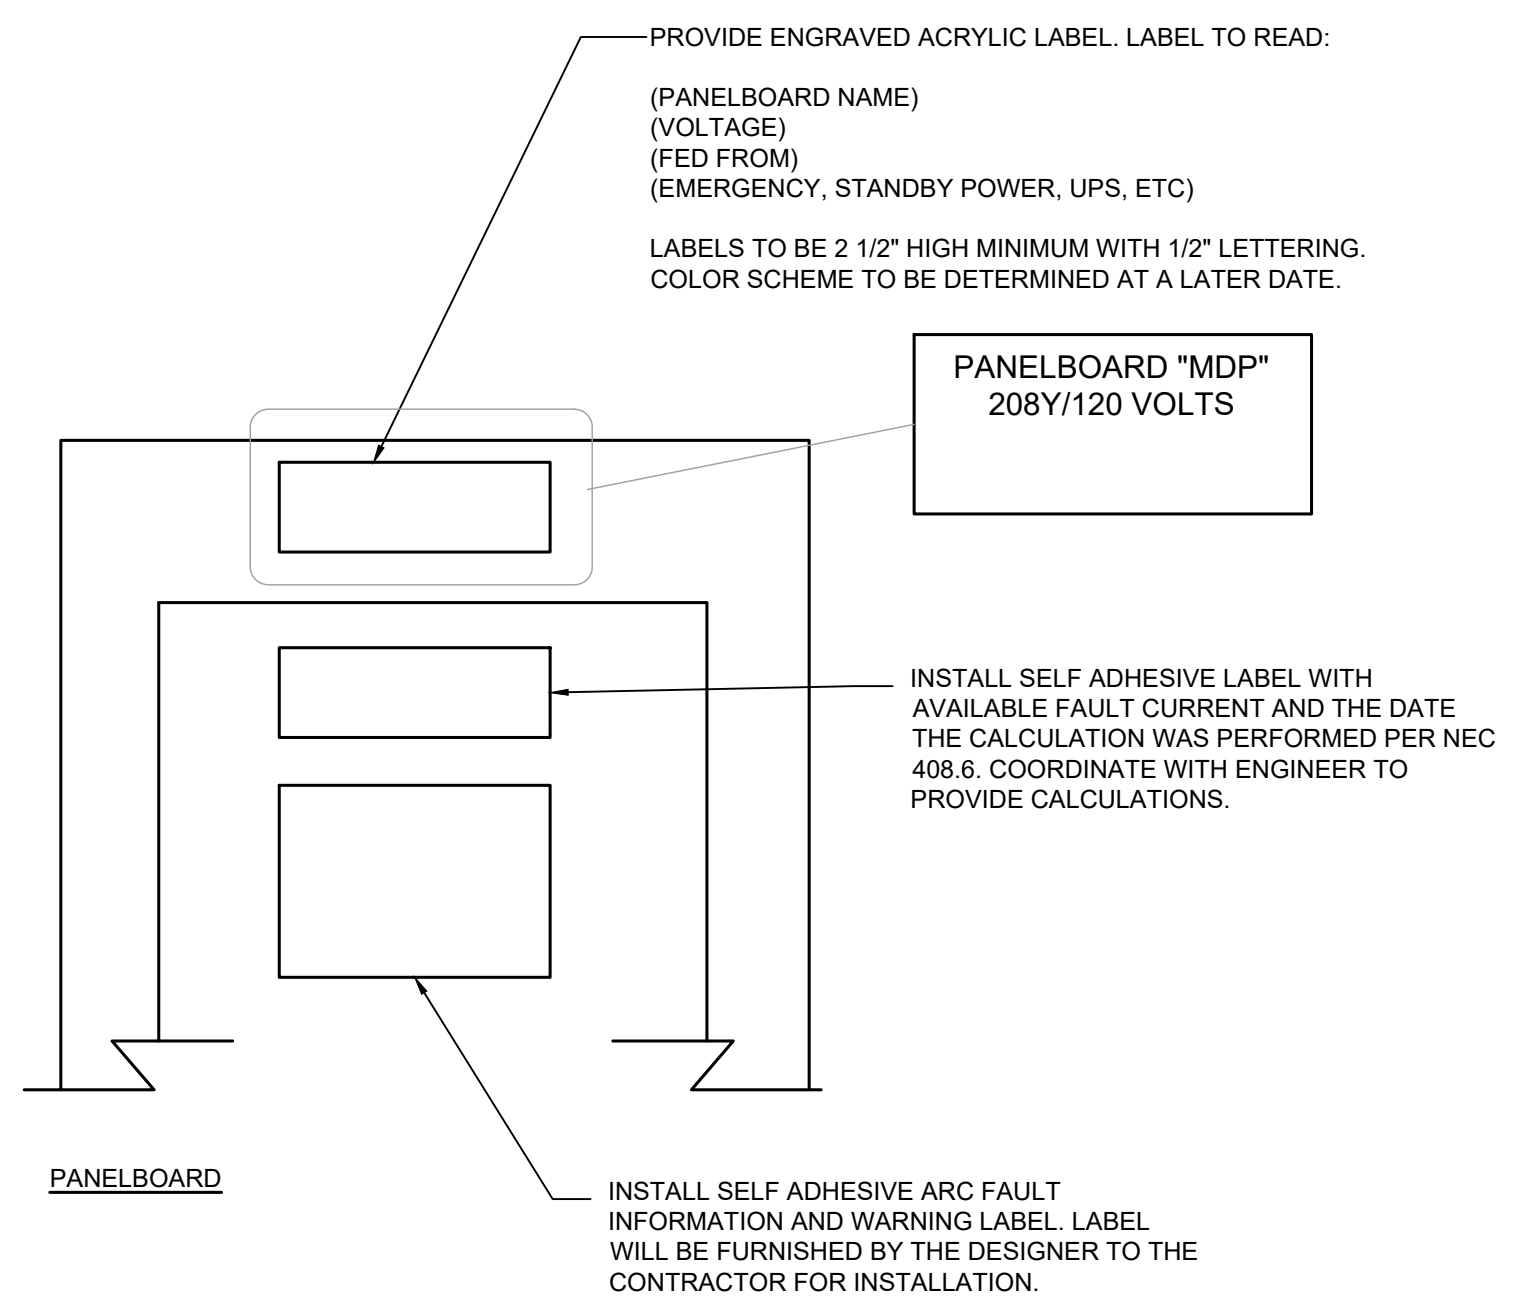 PROVIDE ENGRAVED ACRYLIC LABEL. LABEL TO READ:
(PANELBOARD NAME)
(VOLTAGE)
(FED FROM)
(EMERGENCY, STANDBY POWER, UPS, ETC)
LABELS TO BE 2 1/2" HIGH MINIMUM WITH 1/2" LETTERING.
COLOR SCHEME TO BE DETERMINED AT A LATER DATE.
PANELBOARD "MDP"
208Y/120 VOLTS
INSTALL SELF ADHESIVE LABEL WITH
AVAILABLE FAULT CURRENT AND THE DATE
THE CALCULATION WAS PERFORMED PER NEC
408.6. COORDINATE WITH ENGINEER TO
PROVIDE CALCULATIONS.
PANELBOARD
INSTALL SELF ADHESIVE ARC FAULT
INFORMATION AND WARNING LABEL. LABEL
WILL BE FURNISHED BY THE DESIGNER TO THE
CONTRACTOR FOR INSTALLATION.